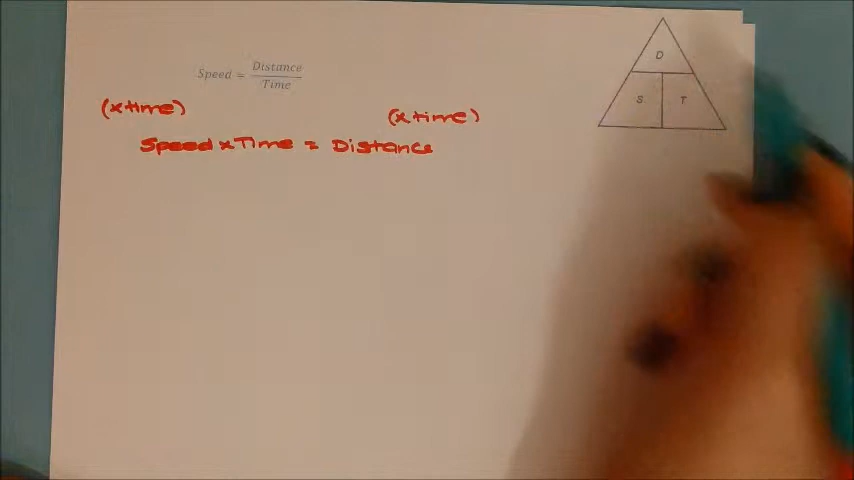 Speed = Distance / Time
(x time) (x time)
Speed x Time = Distance
D
S T